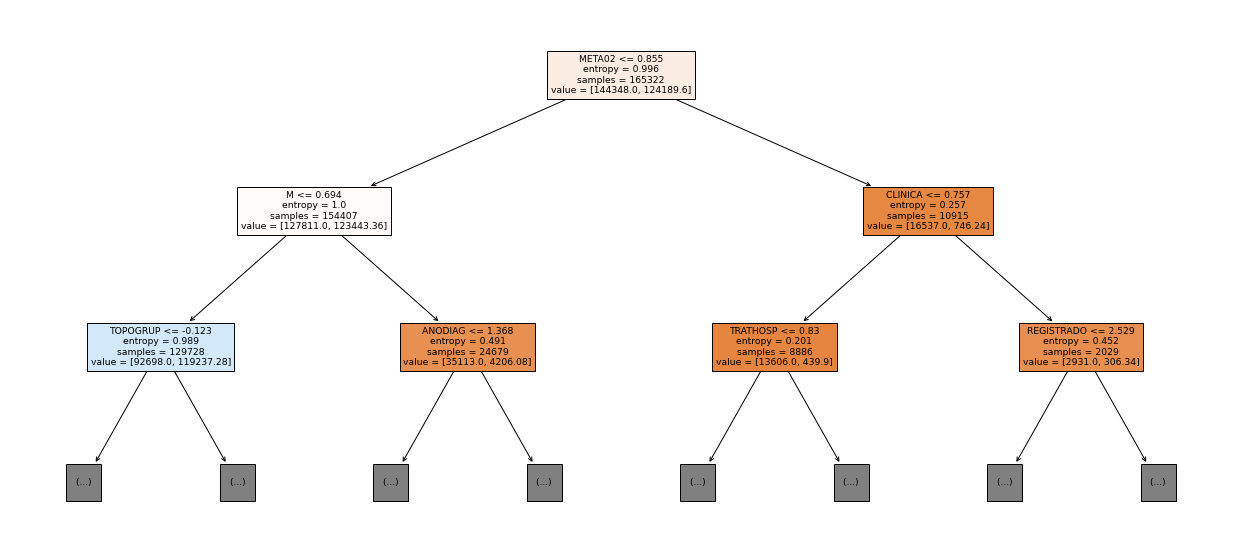 META02 <= 0.855
entropy = 0.996
samples = 165322
value = [144348.0, 124189.6]
M <= 0.694
entropy = 1.0
samples = 154407
value = [127811.0, 123443.36]
CLINICA <= 0.757
entropy = 0.257
samples = 10915
value = [16537.0, 746.24]
TOPOGRUP <= -0.123
entropy = 0.989
samples = 129728
value = [92698.0, 119237.28]
ANODIAG <= 1.368
entropy = 0.491
samples = 24679
value = [35113.0, 4206.08]
TRATHOSP <= 0.83
entropy = 0.201
samples = 8886
value = [13606.0, 439.9]
REGISTRADO <= 2.529
entropy = 0.452
samples = 2029
value = [2931.0, 306.34]
(...)
(...)
(...)
(...)
(...)
(...)
(...)
(...)